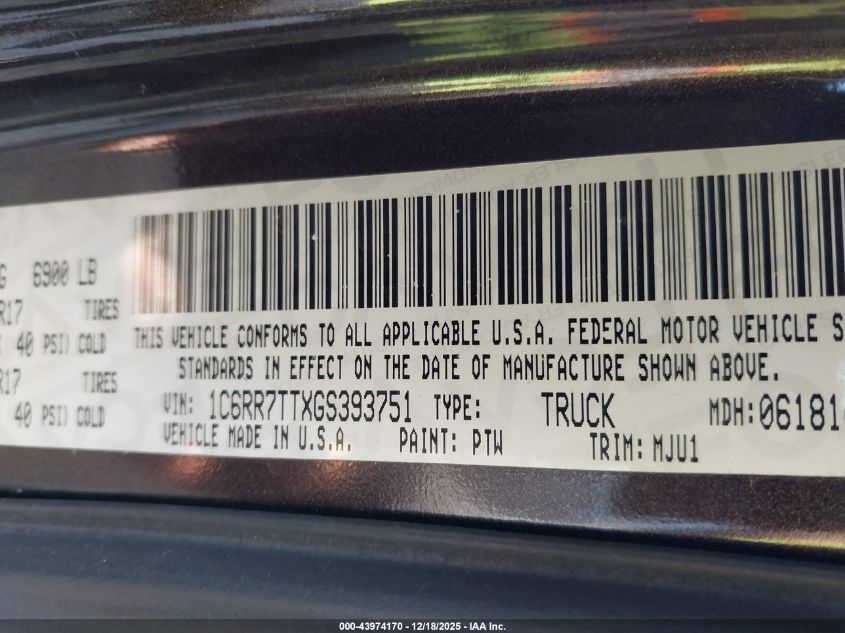 G 6900 LB
R17 TIRES
40 PSI) COLD
R17 TIRES
40 PSI) COLD
THIS VEHICLE CONFORMS TO ALL APPLICABLE U.S.A. FEDERAL MOTOR VEHICLE S
STANDARDS IN EFFECT ON THE DATE OF MANUFACTURE SHOWN ABOVE.
VIN: 1C6RR7TTXGS393751 TYPE: TRUCK MDH: 06181
VEHICLE MADE IN U.S.A. PAINT: PTW TRIM: MJU1
000-43974170 - 12/18/2025 - IAA Inc.